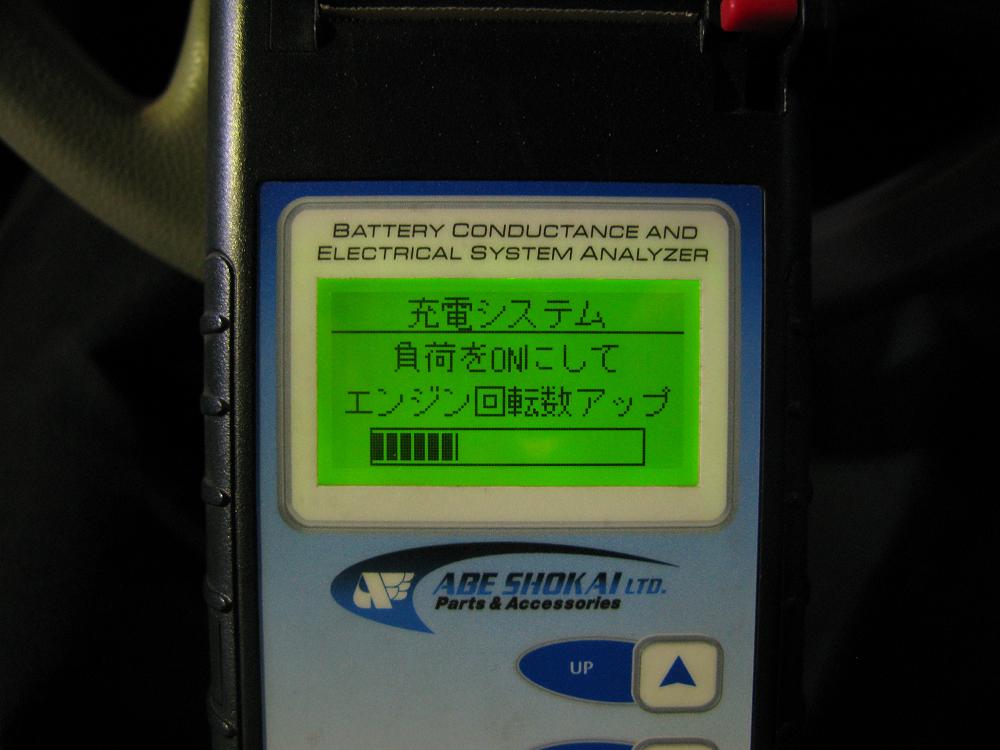 BATTERY CONDUCTANCE AND
ELECTRICAL SYSTEM ANALYZER
充電システム
負荷をONにして
エンジン回転数アップ
ABE SHOKAI LTD.
Parts & Accessories
UP